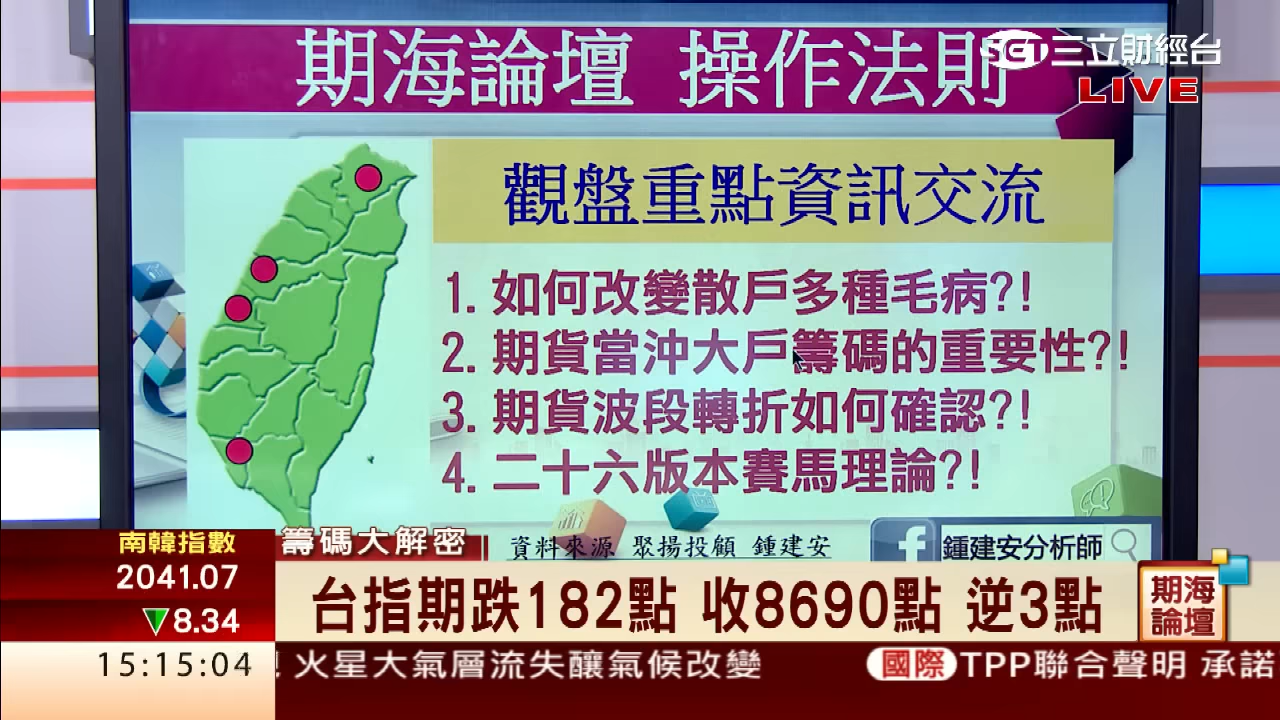 期海論壇 操作法則
SGT三立財經台
LIVE
觀盤重點資訊交流
1. 如何改變散戶多種毛病?!
2. 期貨當沖大戶籌碼的重要性?!
3. 期貨波段轉折如何確認?!
4. 二十六版本賽馬理論?!
籌碼大解密
資料來源 聚揚投顧 鍾建安
f 鍾建安分析師
南韓指數
2041.07
▼8.34
台指期跌182點 收8690點 逆3點
期海
論壇
15:15:04
火星大氣層流失釀氣候改變 國際 TPP聯合聲明 承諾